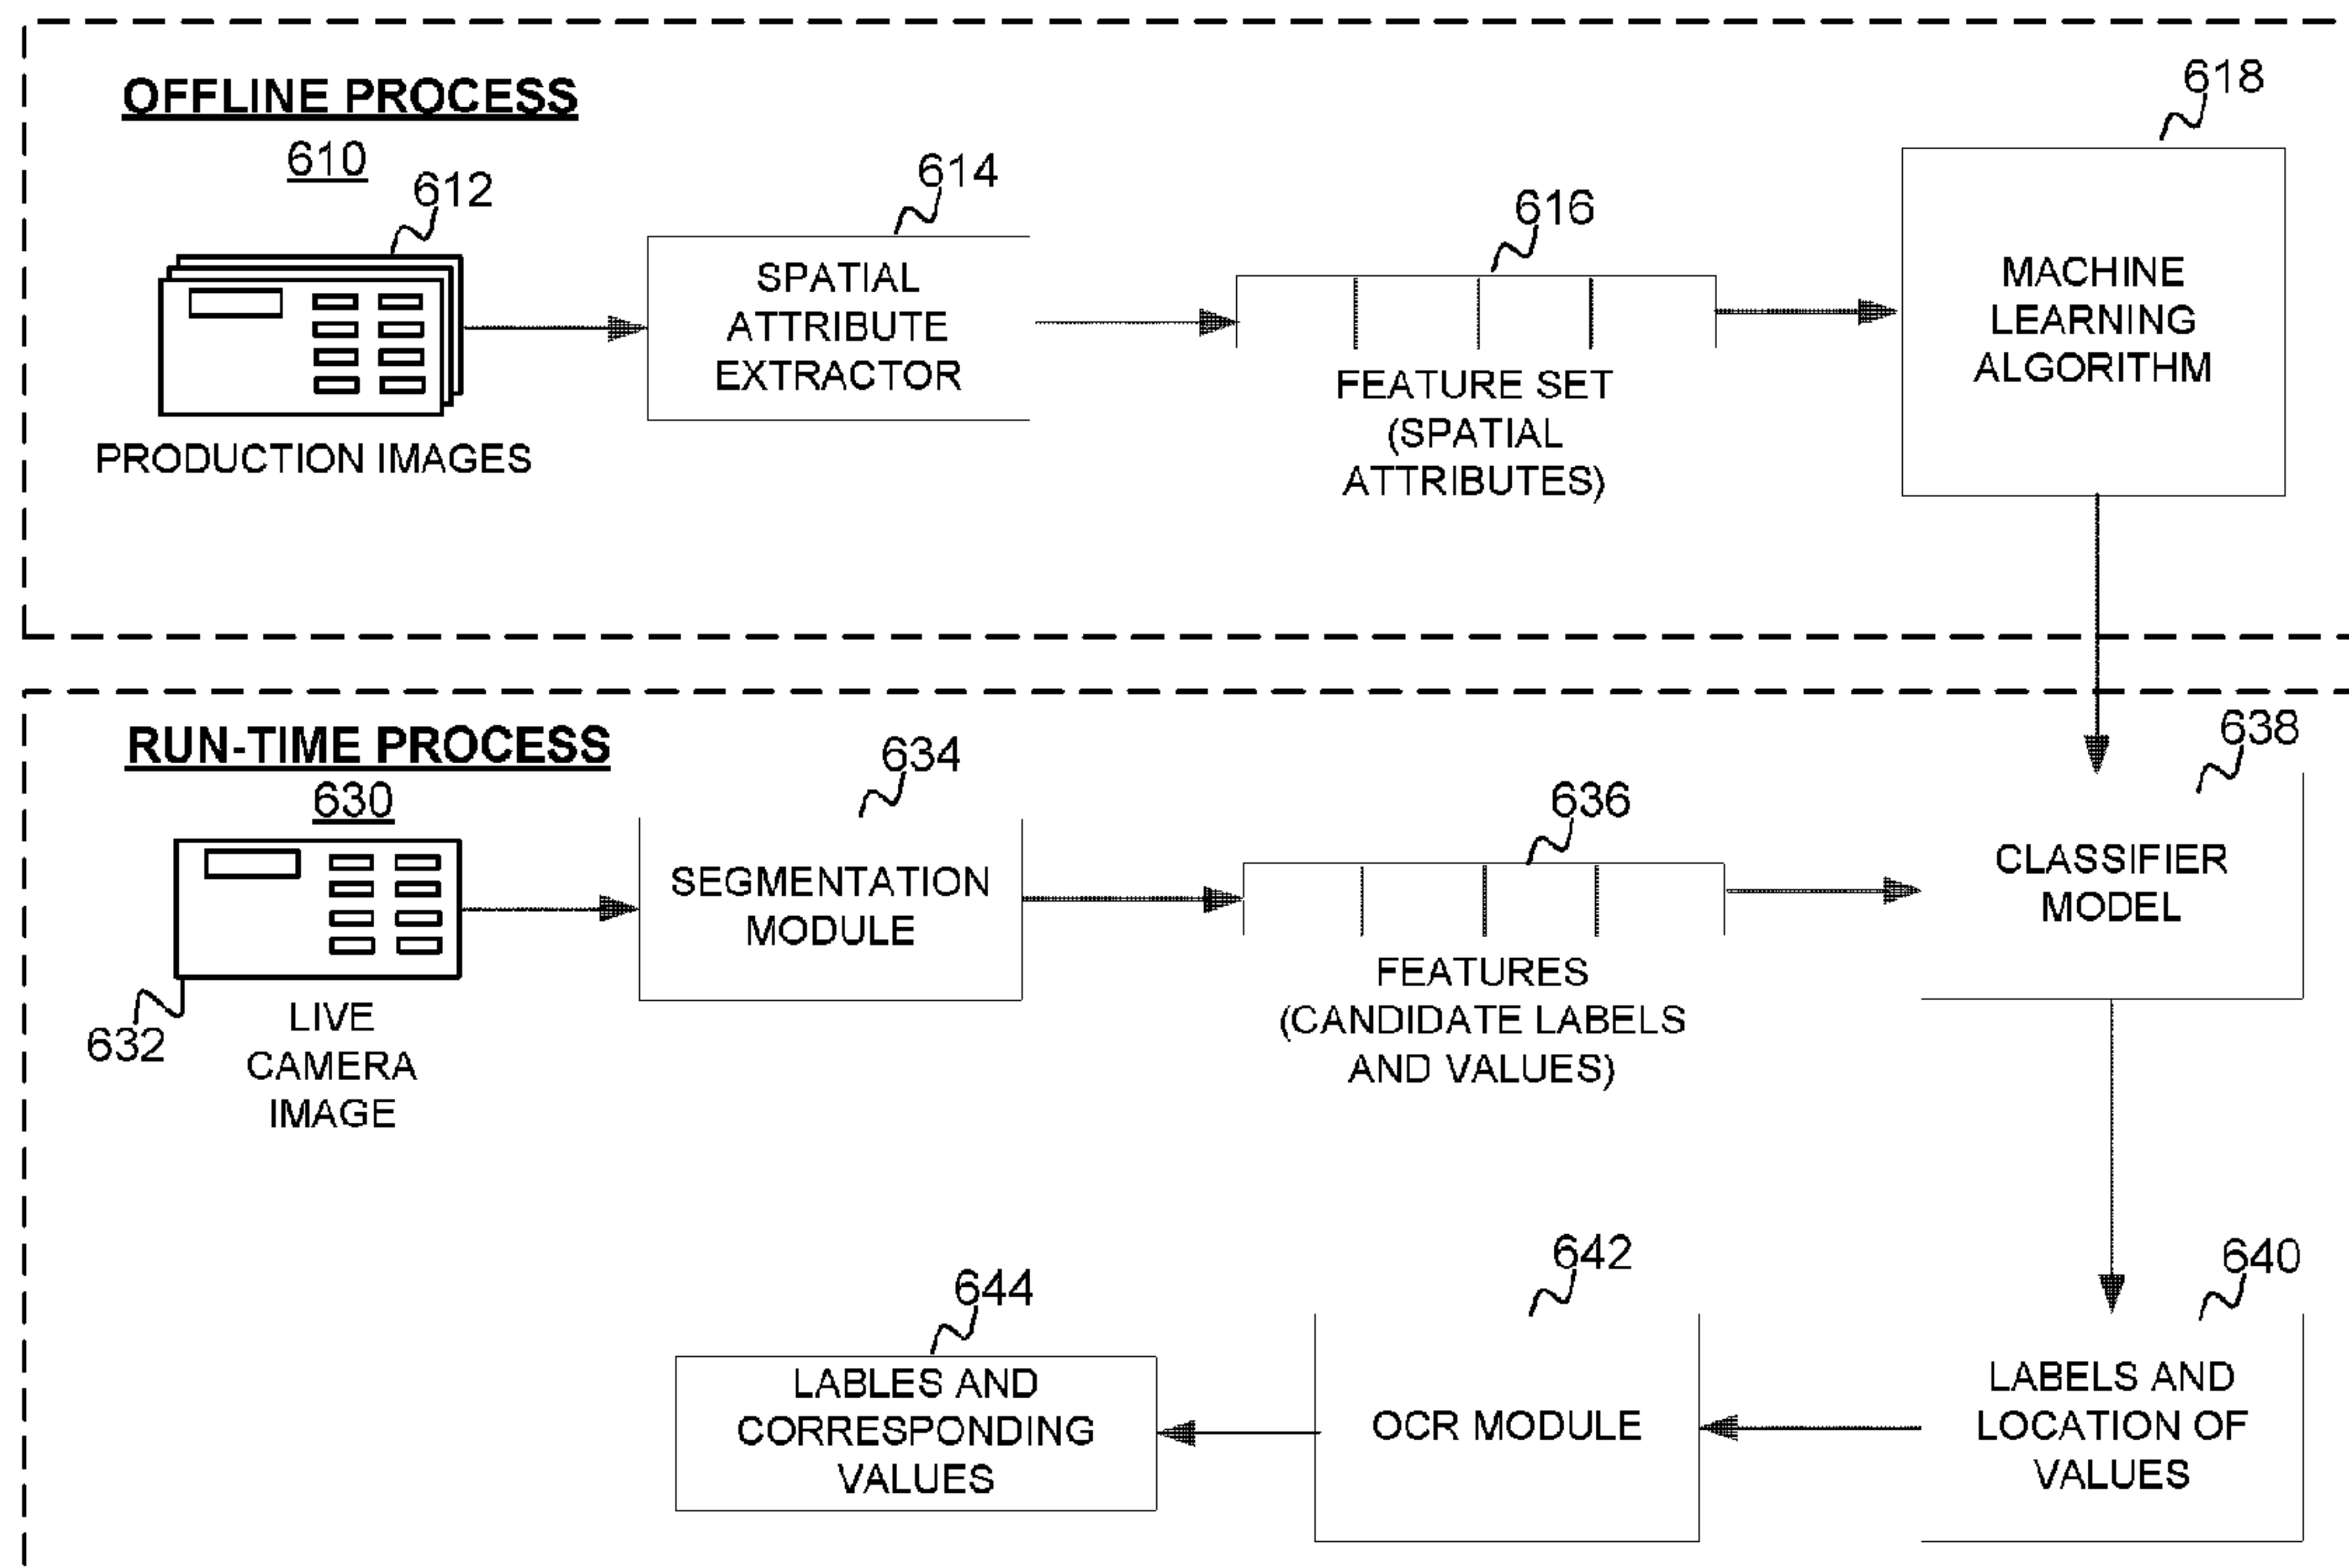 OFFLINE PROCESS
610
612
PRODUCTION IMAGES
614
SPATIAL
ATTRIBUTE
EXTRACTOR
616
FEATURE SET
(SPATIAL
ATTRIBUTES)
618
MACHINE
LEARNING
ALGORITHM
RUN-TIME PROCESS
630
632
LIVE
CAMERA
IMAGE
634
SEGMENTATION
MODULE
636
FEATURES
(CANDIDATE LABELS
AND VALUES)
638
CLASSIFIER
MODEL
640
LABELS AND
LOCATION OF
VALUES
642
OCR MODULE
644
LABLES AND
CORRESPONDING
VALUES